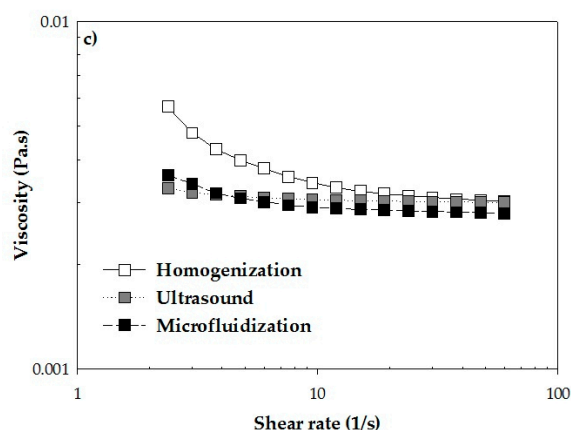 0.01
c)
Viscosity (Pa.s)
Homogenization
Ultrasound
Microfluidization
0.001
1
10
100
Shear rate (1/s)